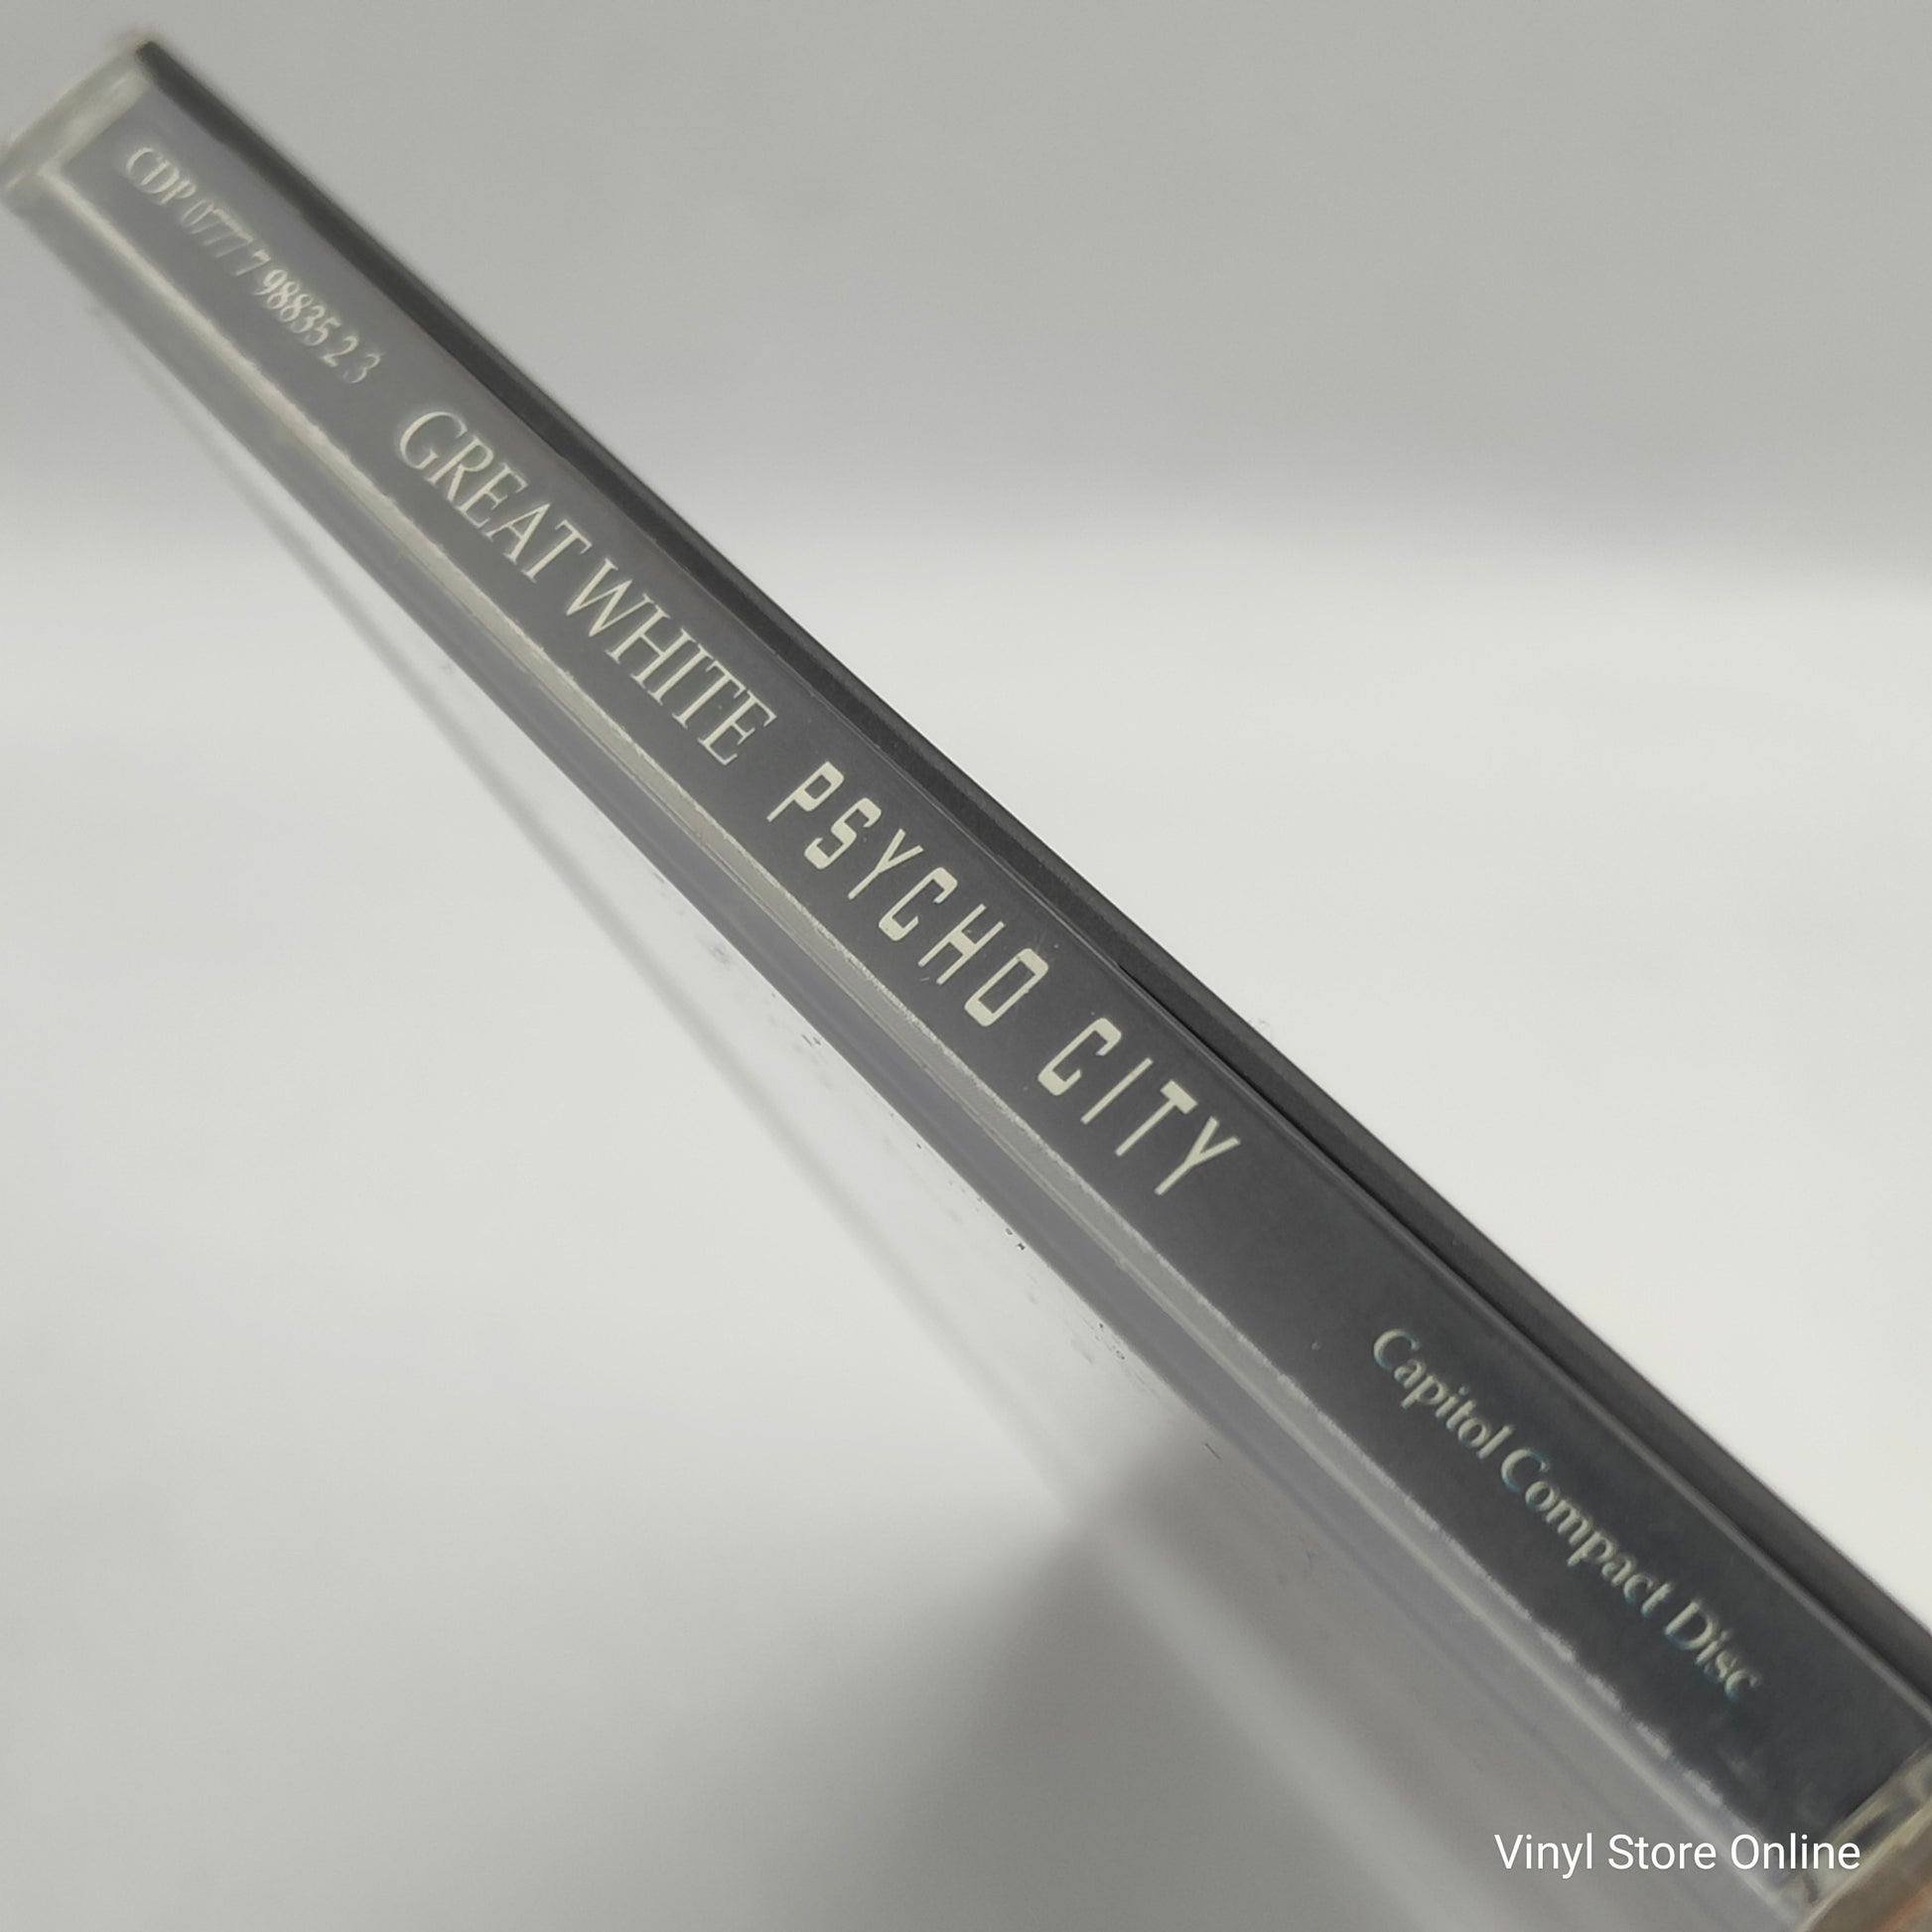 CDP 0777 7 98835 2 3 GREAT WHITE PSYCHO CITY Capitol Compact Disc
Vinyl Store Online